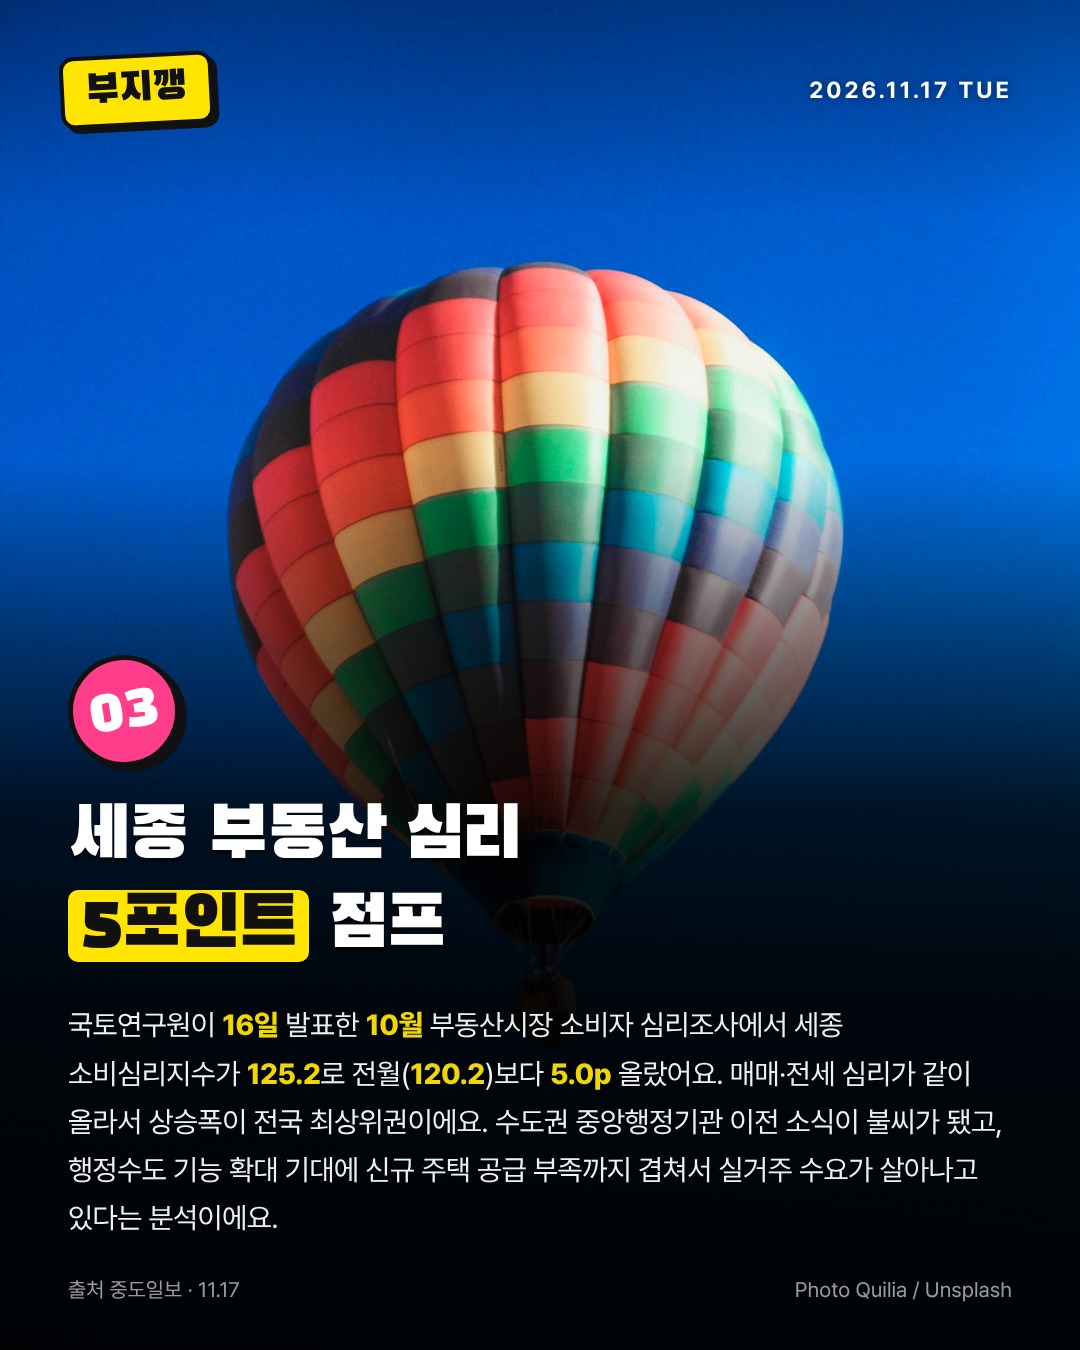 부지깽
2026.11.17 TUE
03
세종 부동산 심리
5포인트 점프
국토연구원이 16일 발표한 10월 부동산시장 소비자 심리조사에서 세종
소비심리지수가 125.2로 전월(120.2)보다 5.0p 올랐어요. 매매·전세 심리가 같이
올라서 상승폭이 전국 최상위권이에요. 수도권 중앙행정기관 이전 소식이 불씨가 됐고,
행정수도 기능 확대 기대에 신규 주택 공급 부족까지 겹쳐서 실거주 수요가 살아나고
있다는 분석이에요.
출처 중도일보 · 11.17
Photo Quilia / Unsplash